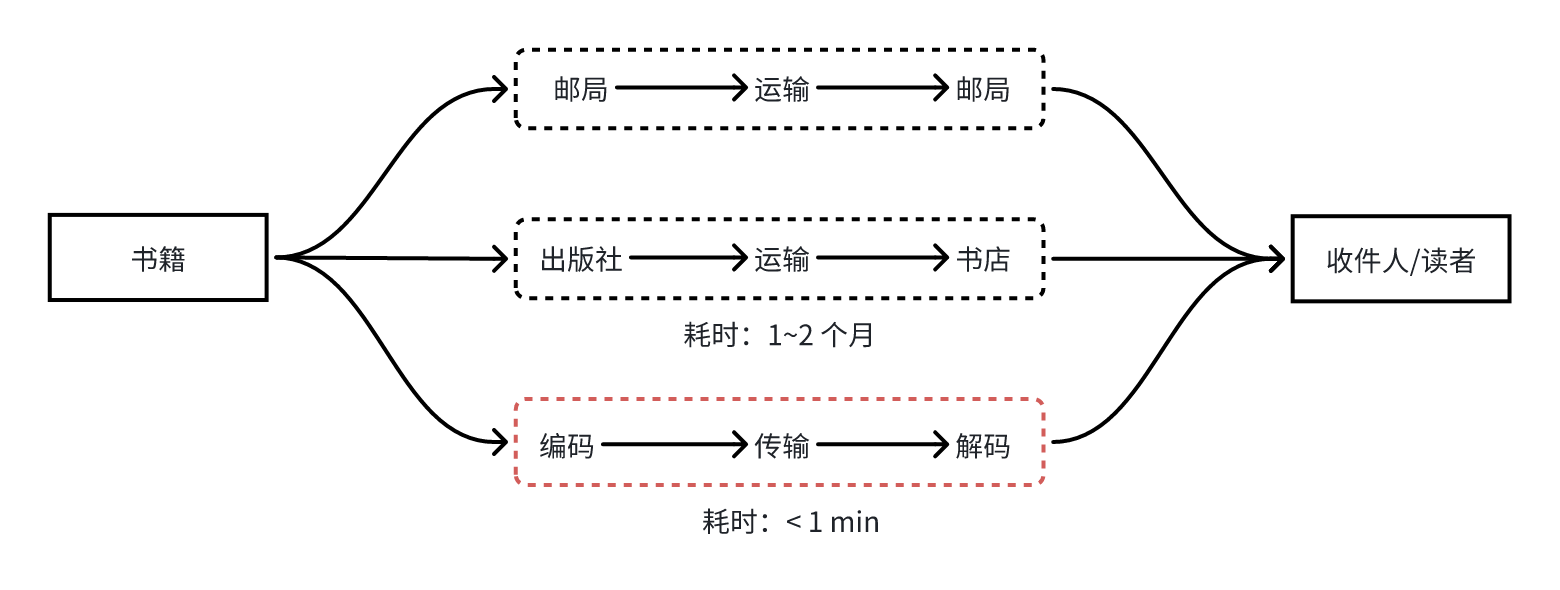 邮局 运输 邮局
书籍
出版社 运输 书店
收件人/读者
耗时：1~2 个月
编码 传输 解码
耗时：< 1 min